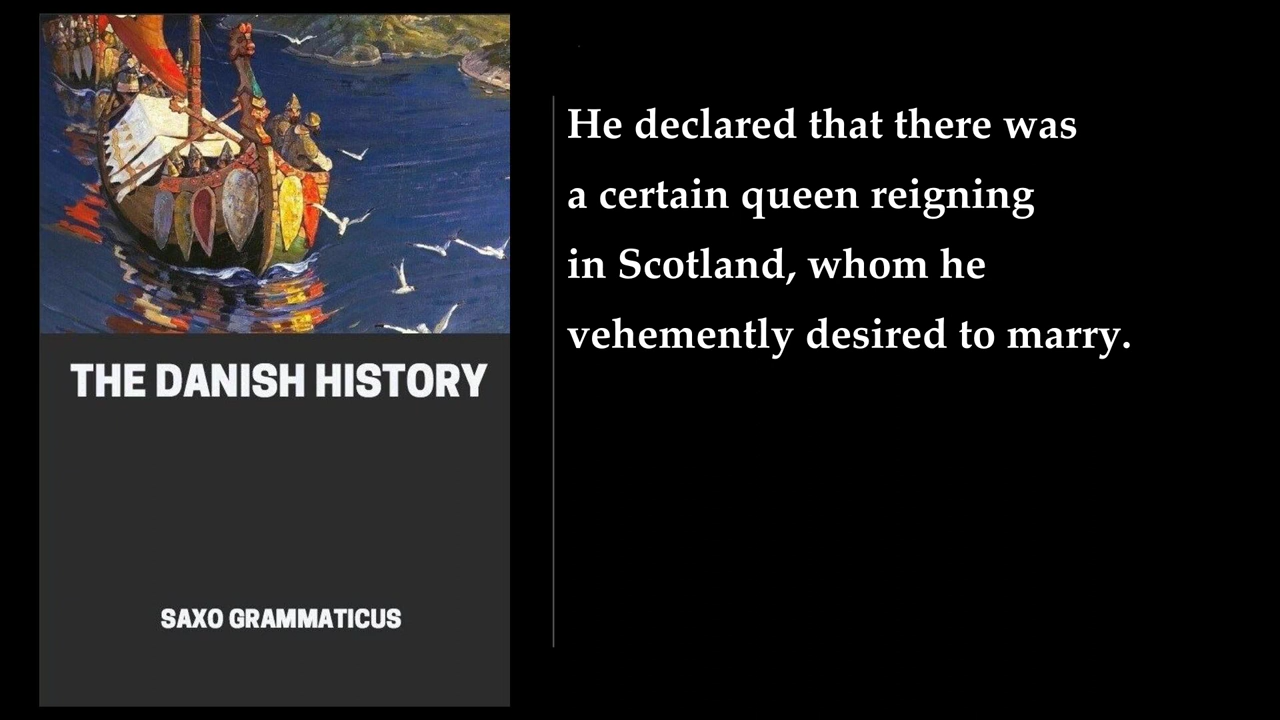 THE DANISH HISTORY
SAXO GRAMMATICUS
He declared that there was
a certain queen reigning
in Scotland, whom he
vehemently desired to marry.